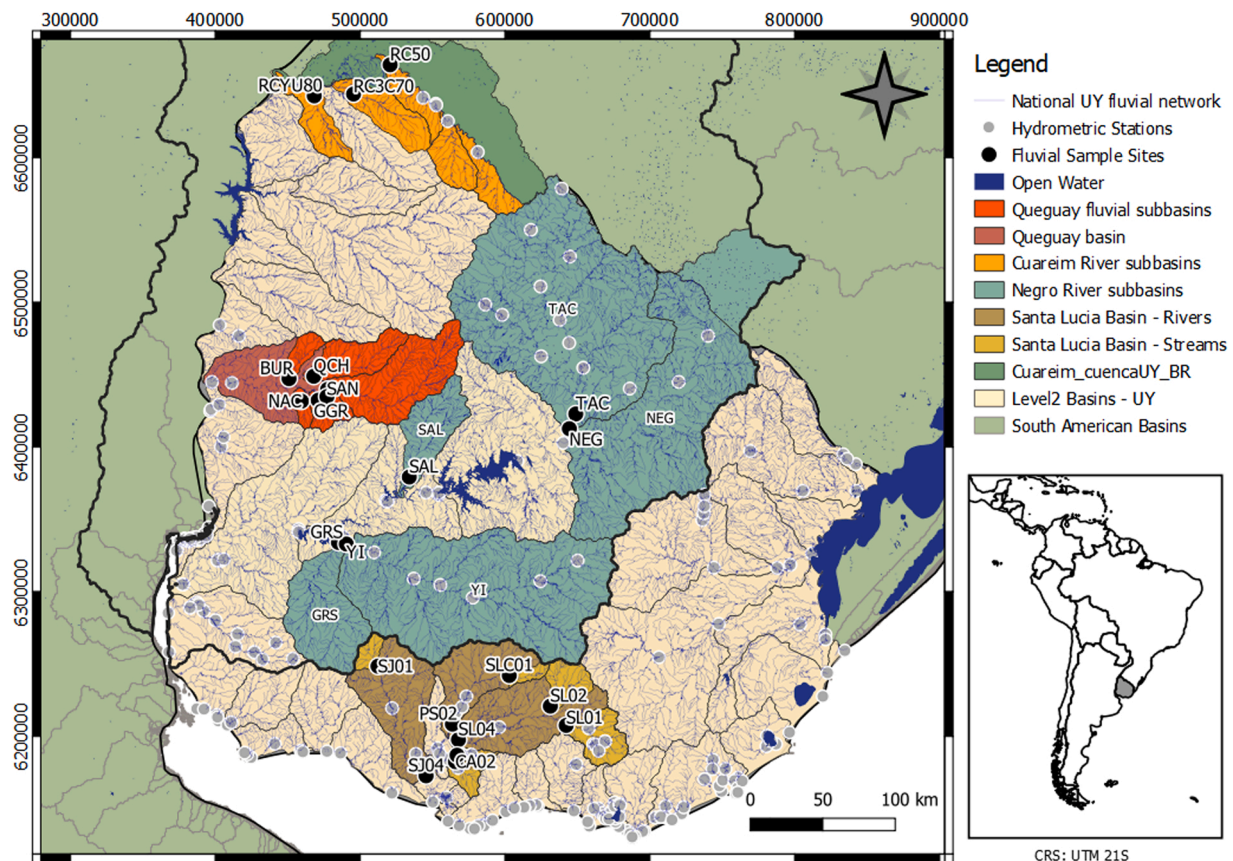 300000 400000 500000 600000 700000 800000 900000
6600000
6500000
6400000
6300000
6200000
RC50
RCYU80
RC3C70
TAC
BUR
QCH
SAN
NAC
GGR
TAC
NEG
NEG
SAL
SAL
GRS
YI
YI
GRS
SJ01
SLC01
SL02
PS02
SL01
SL04
SJ04
CA02
0 50 100 km
Legend
National UY fluvial network
Hydrometric Stations
Fluvial Sample Sites
Open Water
Queguay fluvial subbasins
Queguay basin
Cuareim River subbasins
Negro River subbasins
Santa Lucia Basin - Rivers
Santa Lucia Basin - Streams
Cuareim_cuencaUY_BR
Level2 Basins - UY
South American Basins
CRS: UTM 21S